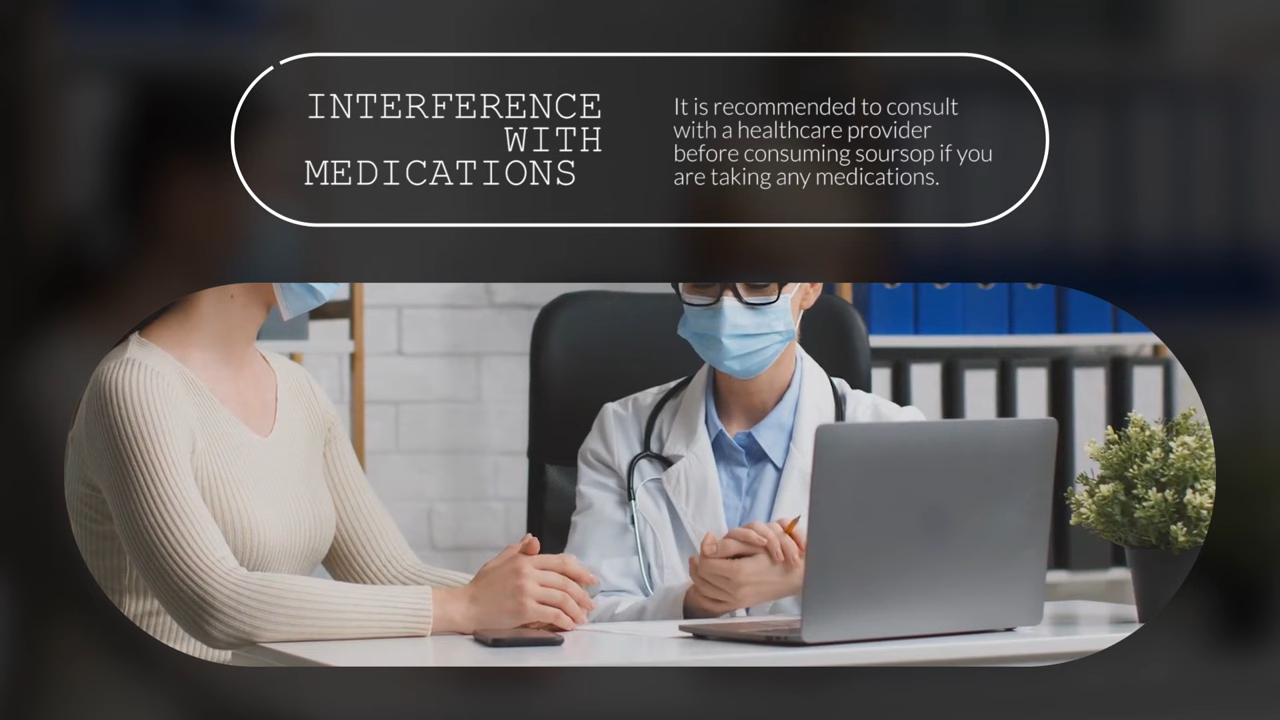 INTERFERENCE
WITH
MEDICATIONS
It is recommended to consult
with a healthcare provider
before consuming soursop if you
are taking any medications.